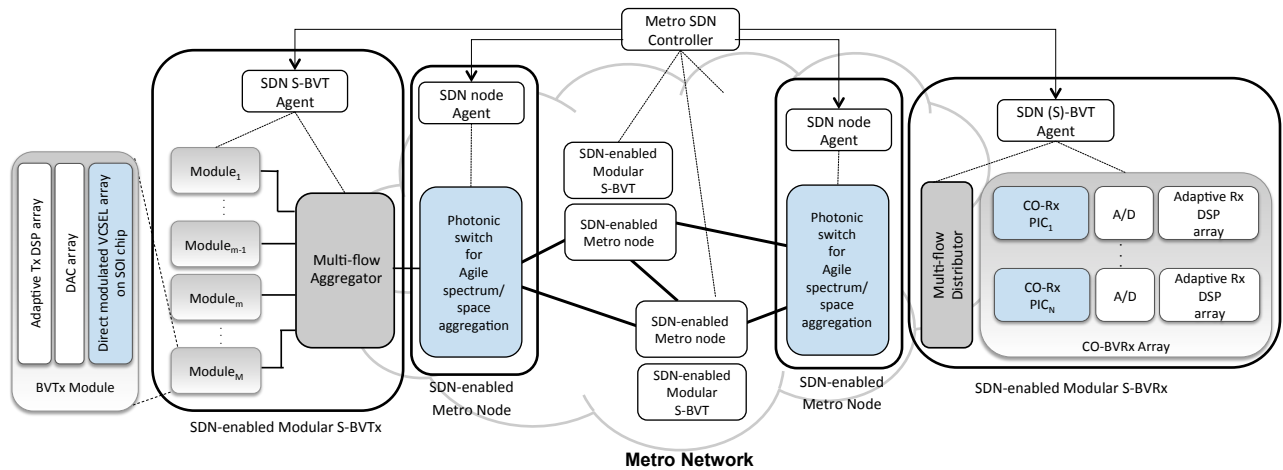 Metro SDN
Controller
SDN S-BVT
Agent
SDN node
Agent
SDN node
Agent
SDN (S)-BVT
Agent
Adaptive Tx DSP array
DAC array
Direct modulated VCSEL array
on SOI chip
BVTx Module
Module1
Modulem-1
Modulem
ModuleM
Multi-flow
Aggregator
SDN-enabled Modular S-BVTx
Photonic
switch
for
Agile
spectrum/
space
aggregation
SDN-enabled
Metro Node
SDN-enabled
Modular
S-BVT
SDN-enabled
Metro node
SDN-enabled
Metro node
SDN-enabled
Modular
S-BVT
Photonic
switch
for
Agile
spectrum/
space
aggregation
SDN-enabled
Metro Node
Multi-flow
Distributor
CO-Rx
PIC1
A/D
Adaptive Rx
DSP
array
CO-Rx
PICN
A/D
Adaptive Rx
DSP
array
CO-BVRx Array
SDN-enabled Modular S-BVRx
Metro Network